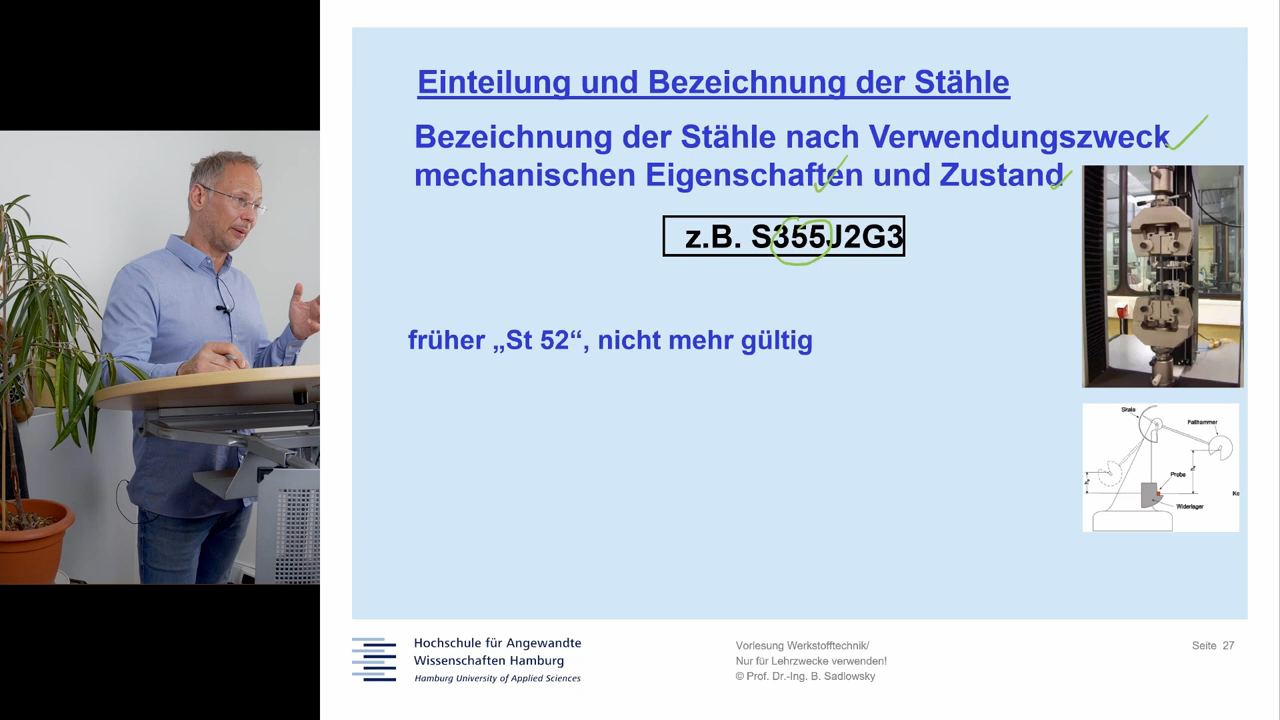 Einteilung und Bezeichnung der Stähle
Bezeichnung der Stähle nach Verwendungszweck
mechanischen Eigenschaften und Zustand
z.B. S355J2G3
früher „St 52“, nicht mehr gültig
Skala
Fallhammer
Probe
Widerlager
Hochschule für Angewandte
Wissenschaften Hamburg
Hamburg University of Applied Sciences
Vorlesung Werkstofftechnik/
Nur für Lehrzwecke verwenden!
© Prof. Dr.-Ing. B. Sadlowsky
Seite 27